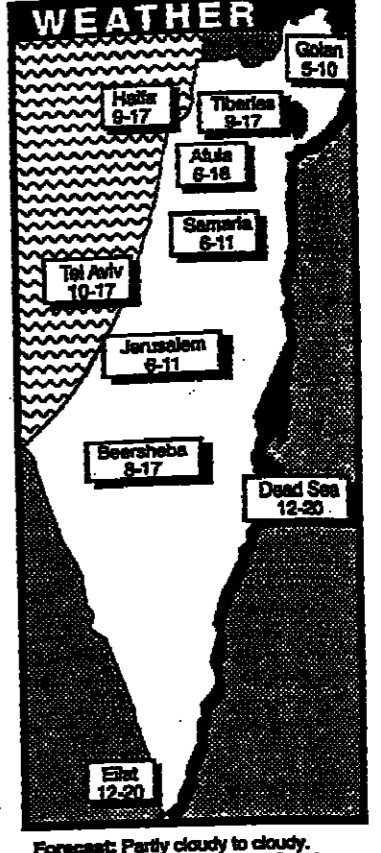 WEATHER
Golan
5-10
Haifa
9-17
Tiberias
9-17
Afula
6-16
Samaria
6-11
Tel Aviv
10-17
Jerusalem
6-11
Beersheba
8-17
Dead Sea
12-20
Eilat
12-20
Forecast: Partly cloudy to cloudy.